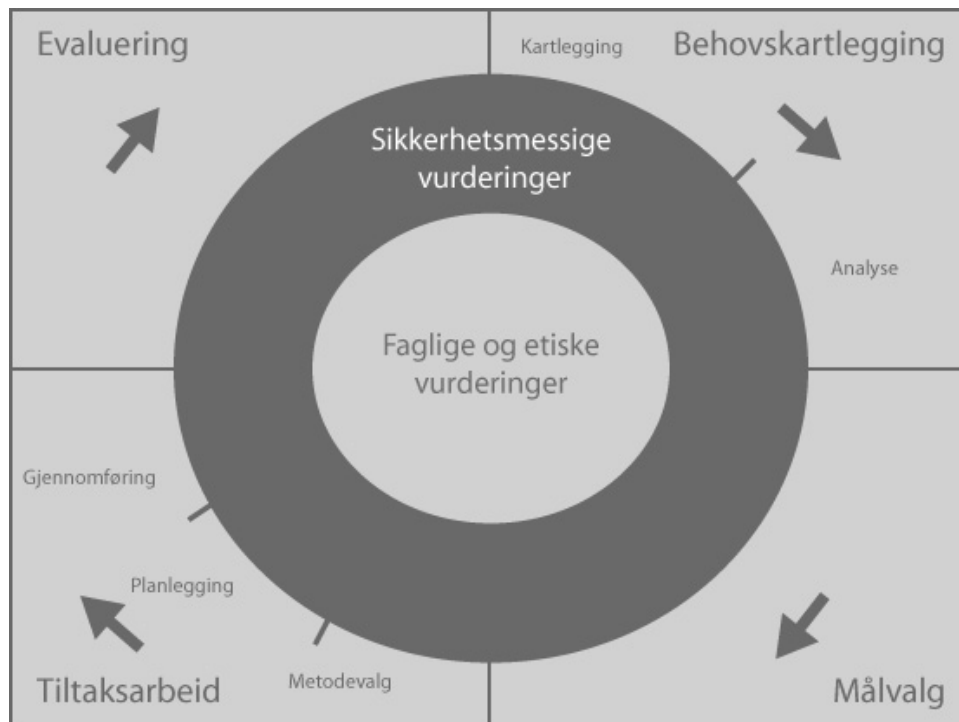 Evaluering
Kartlegging
Behovskartlegging
Sikkerhetsmessige
vurderinger
Analyse
Faglige og etiske
vurderinger
Gjennomføring
Planlegging
Tiltaksarbeid
Metodevalg
Målvalg